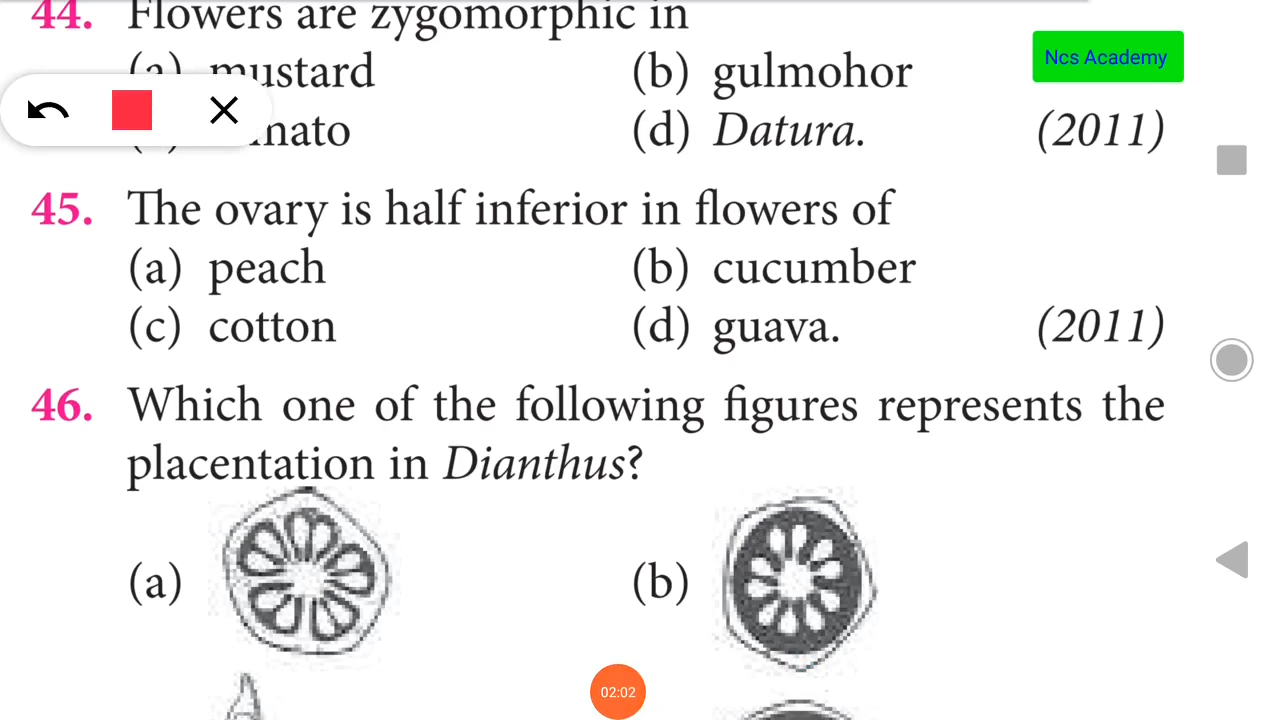 44. Flowers are zygomorphic in
(a) mustard (b) gulmohor
Ncs Academy
(d) Datura. (2011)
45. The ovary is half inferior in flowers of
(a) peach (b) cucumber
(c) cotton (d) guava. (2011)
46. Which one of the following figures represents the
placentation in Dianthus?
(a) (b)
02:02